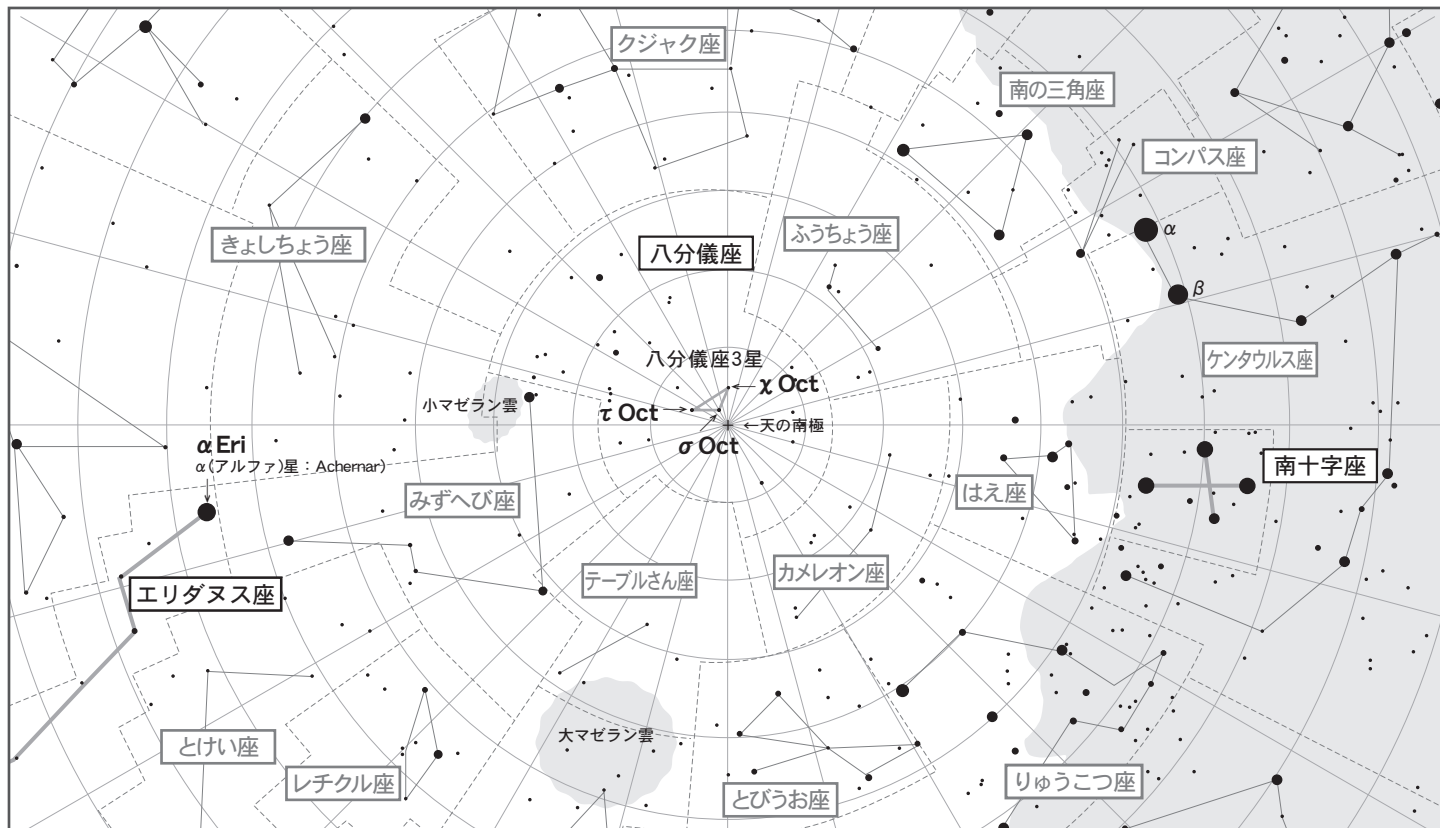 クジャク座
南の三角座
コンパス座
きょしちょう座
ふうちょう座
α
八分儀座
β
八分儀座3星
ケンタウルス座
χ Oct
小マゼラン雲
τ Oct
←天の南極
σ Oct
α Eri
α(アルファ)星：Achernar)
南十字座
みずへび座
はえ座
テーブルさん座
カメレオン座
エリダヌス座
大マゼラン雲
とけい座
レチクル座
りゅうこつ座
とびうお座